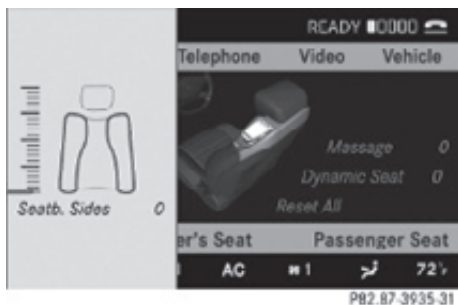 READY
Telephone Video Vehicle
Massage 0
Dynamic Seat 0
Seatb. Sides 0
Reset All
er's Seat Passenger Seat
AC 1 72°F
P82.87-3935-31